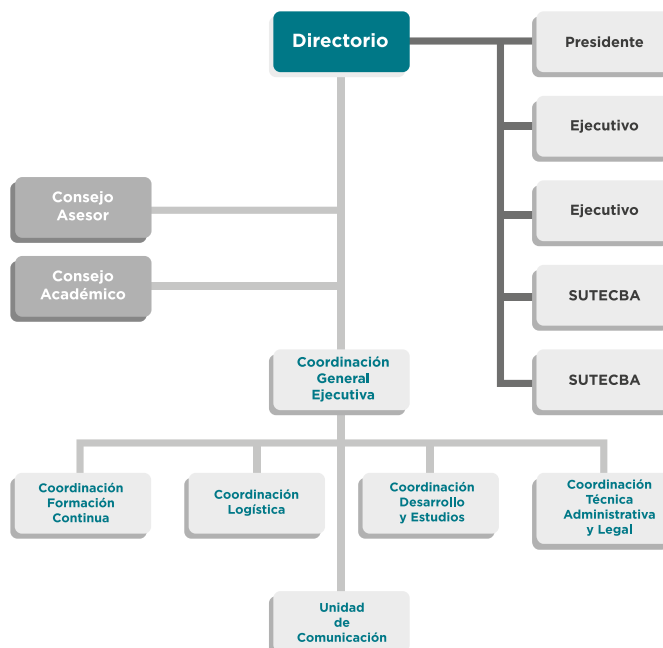 Directorio
Presidente
Ejecutivo
Ejecutivo
SUTECBA
SUTECBA
Consejo
Asesor
Consejo
Académico
Coordinación
General
Ejecutiva
Coordinación
Formación
Continua
Coordinación
Logística
Coordinación
Desarrollo
y Estudios
Coordinación
Técnica
Administrativa
y Legal
Unidad
de
Comunicación